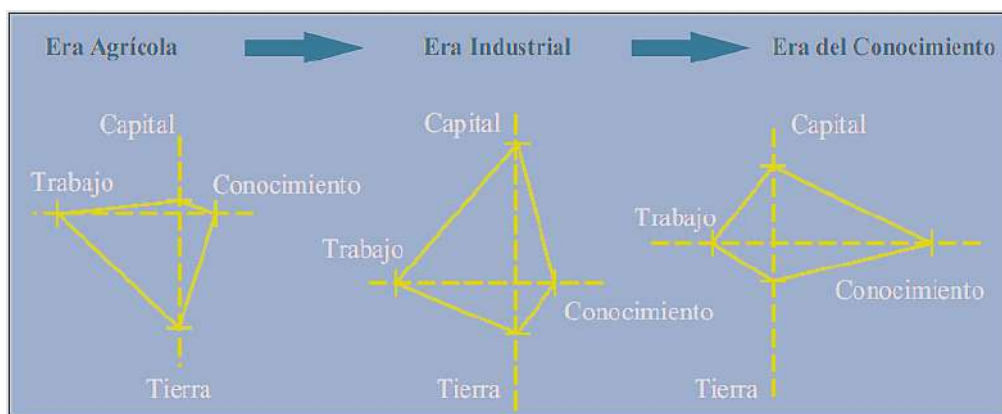 Era Agrícola
Era Industrial
Era del Conocimiento
Capital
Trabajo
Conocimiento
Tierra
Capital
Trabajo
Conocimiento
Tierra
Capital
Trabajo
Conocimiento
Tierra